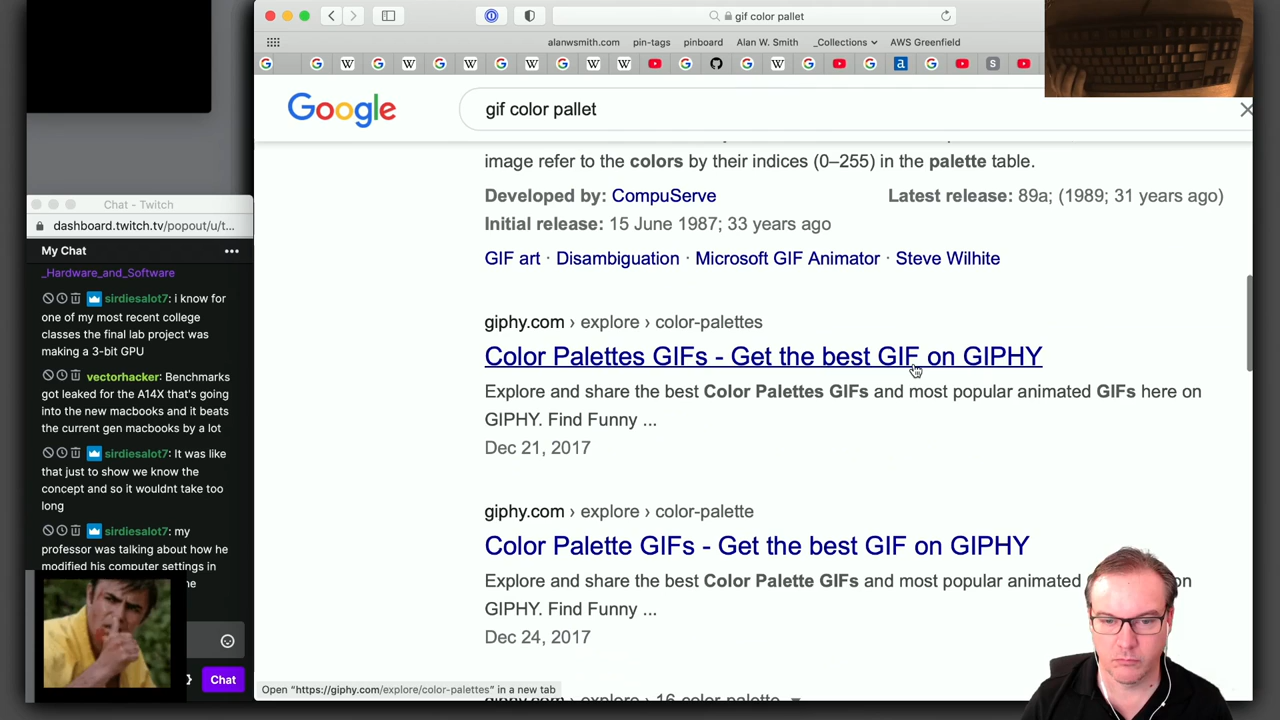 gif color pallet
alanwsmith.com pin-tags pinboard Alan W. Smith _Collections AWS Greenfield
Google
gif color pallet
image refer to the colors by their indices (0–255) in the palette table.
Developed by: CompuServe Latest release: 89a; (1989; 31 years ago)
Initial release: 15 June 1987; 33 years ago
GIF art · Disambiguation · Microsoft GIF Animator · Steve Wilhite
giphy.com › explore › color-palettes
Color Palettes GIFs - Get the best GIF on GIPHY
Explore and share the best Color Palettes GIFs and most popular animated GIFs here on
GIPHY. Find Funny ...
Dec 21, 2017
giphy.com › explore › color-palette
Color Palette GIFs - Get the best GIF on GIPHY
Explore and share the best Color Palette GIFs and most popular animated on
GIPHY. Find Funny ...
Dec 24, 2017
giphy.com › explore › 16-color-palette
Open “https://giphy.com/explore/color-palettes” in a new tab
Chat - Twitch
dashboard.twitch.tv/popout/u/t...
My Chat
_Hardware_and_Software
sirdiesalot7: i know for
one of my most recent college
classes the final lab project was
making a 3-bit GPU
vectorhacker: Benchmarks
got leaked for the A14X that's going
into the new macbooks and it beats
the current gen macbooks by a lot
sirdiesalot7: It was like
that just to show we know the
concept and so it wouldnt take too
long
sirdiesalot7: my
professor was talking about how he
modified his computer settings in
Chat